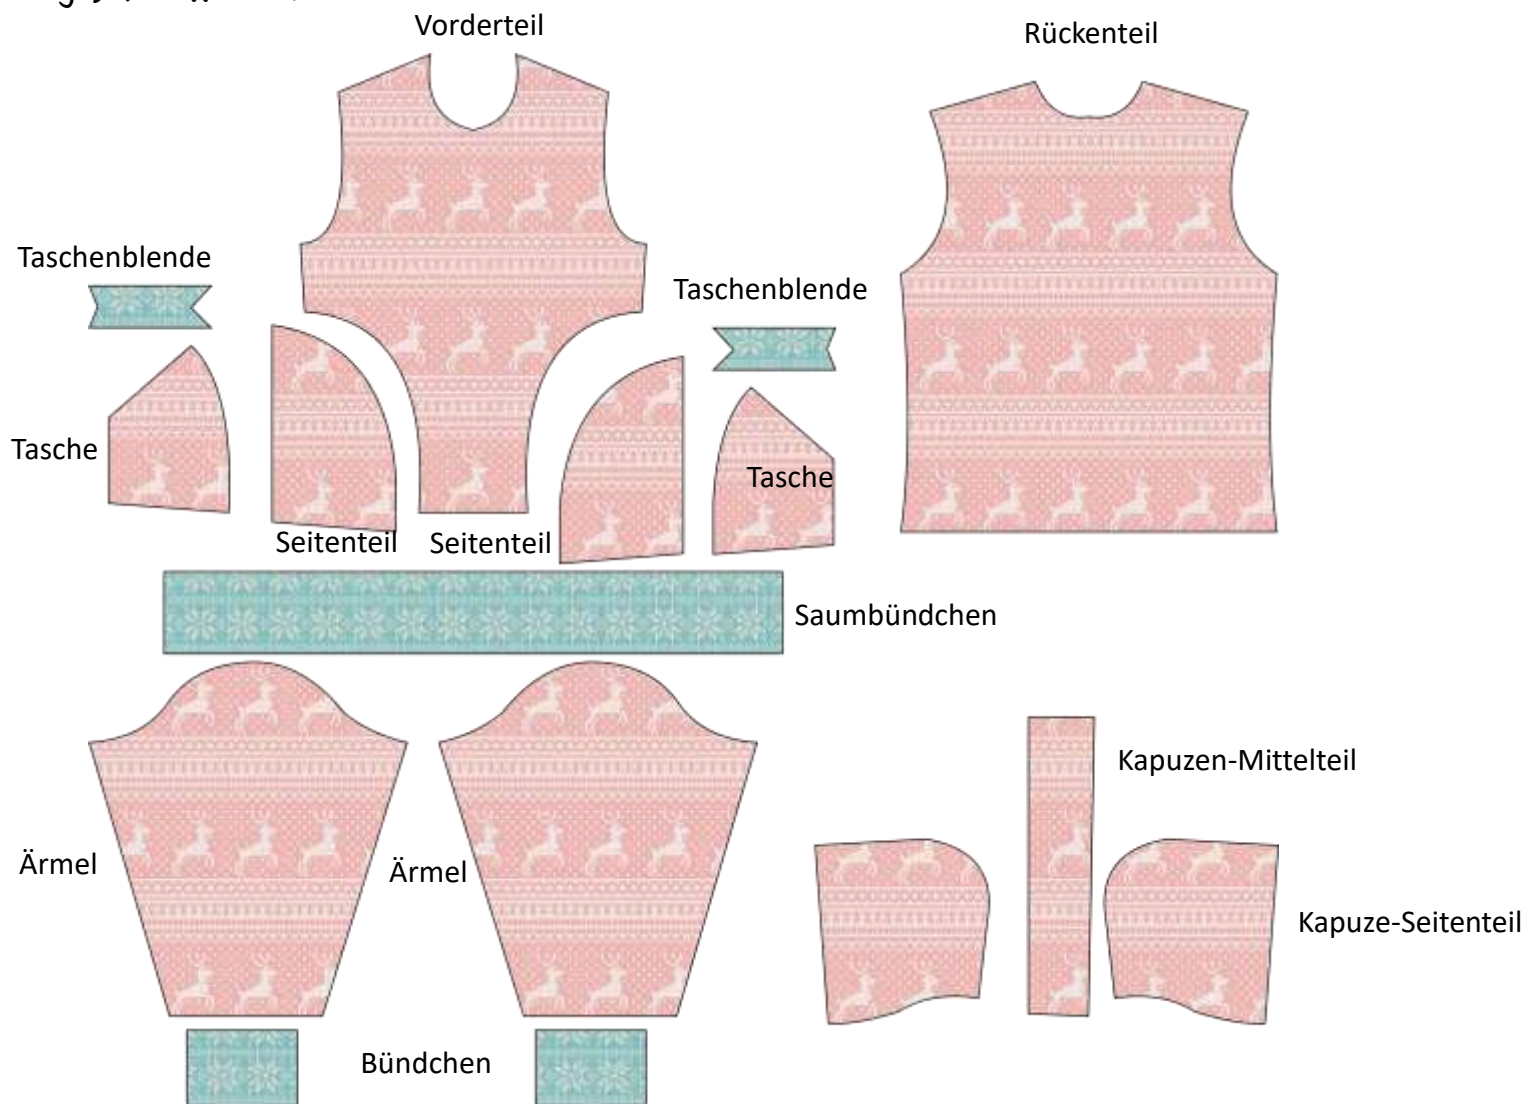 Vorderteil
Rückenteil
Taschenblende
Taschenblende
Tasche
Tasche
Seitenteil
Seitenteil
Saumbündchen
Kapuzen-Mittelteil
Ärmel
Ärmel
Kapuze-Seitenteil
Bündchen